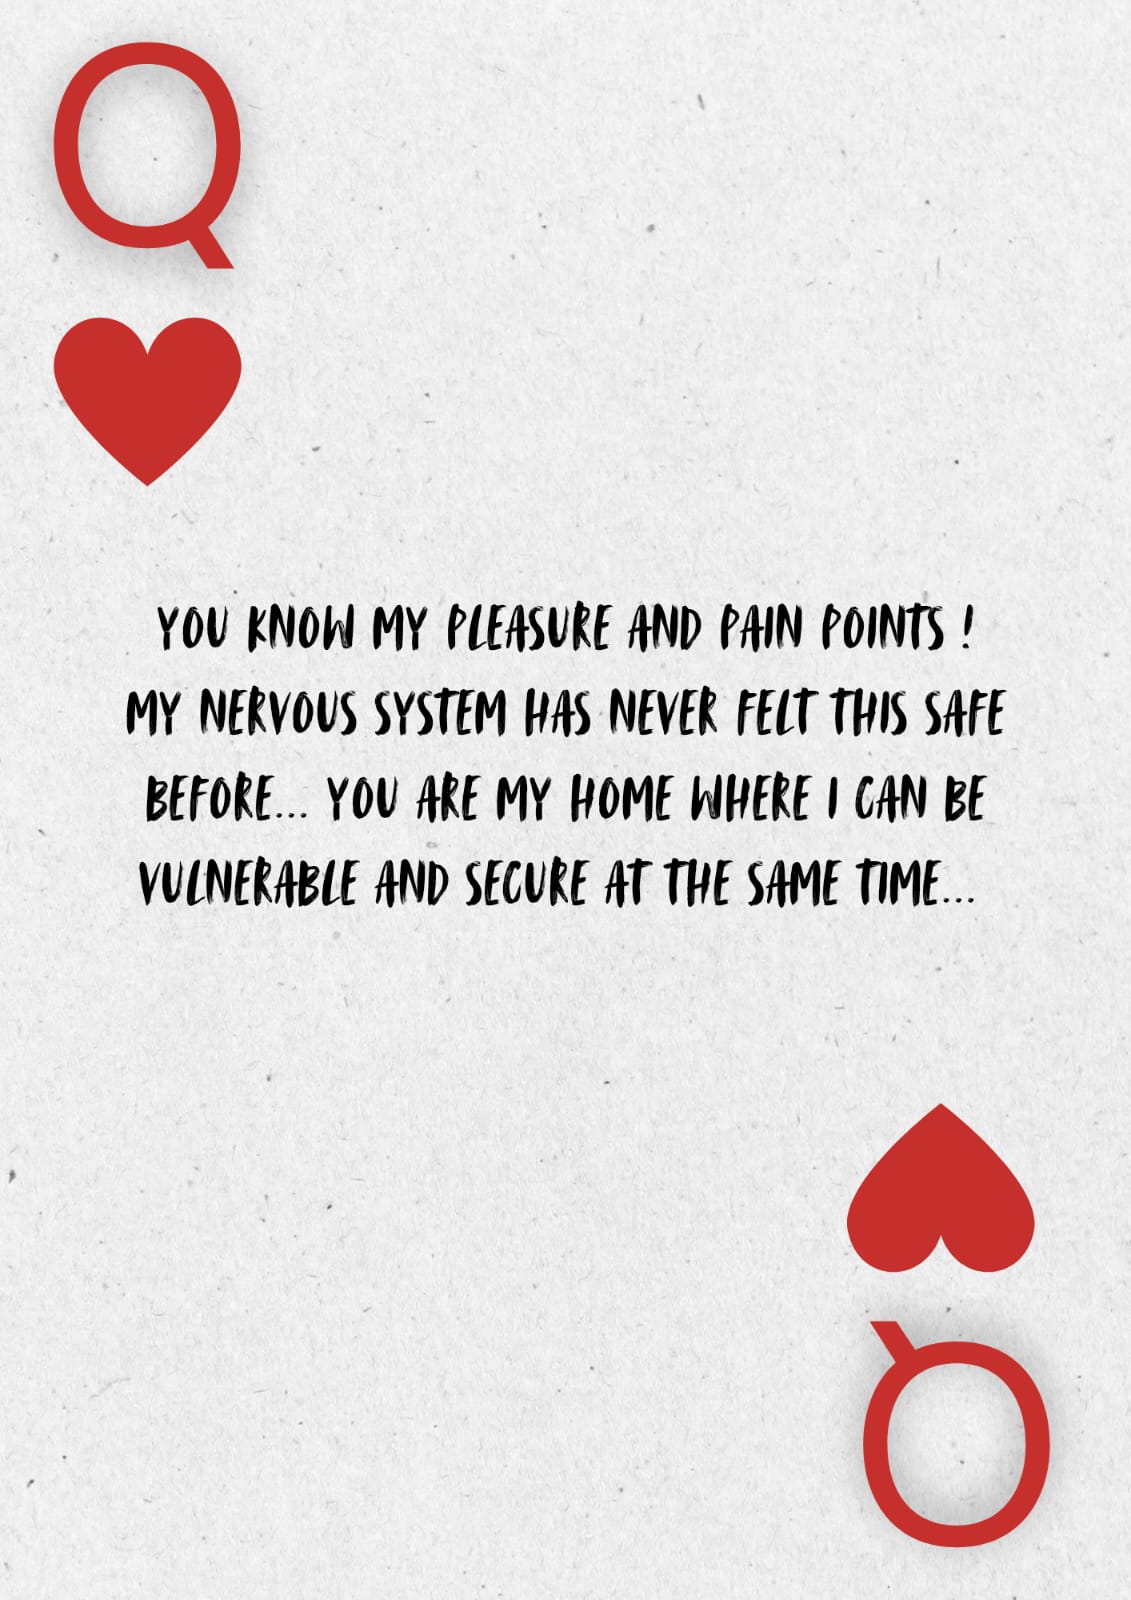 Q
YOU KNOW MY PLEASURE AND PAIN POINTS !
MY NERVOUS SYSTEM HAS NEVER FELT THIS SAFE
BEFORE... YOU ARE MY HOME WHERE I CAN BE
VULNERABLE AND SECURE AT THE SAME TIME...
Q